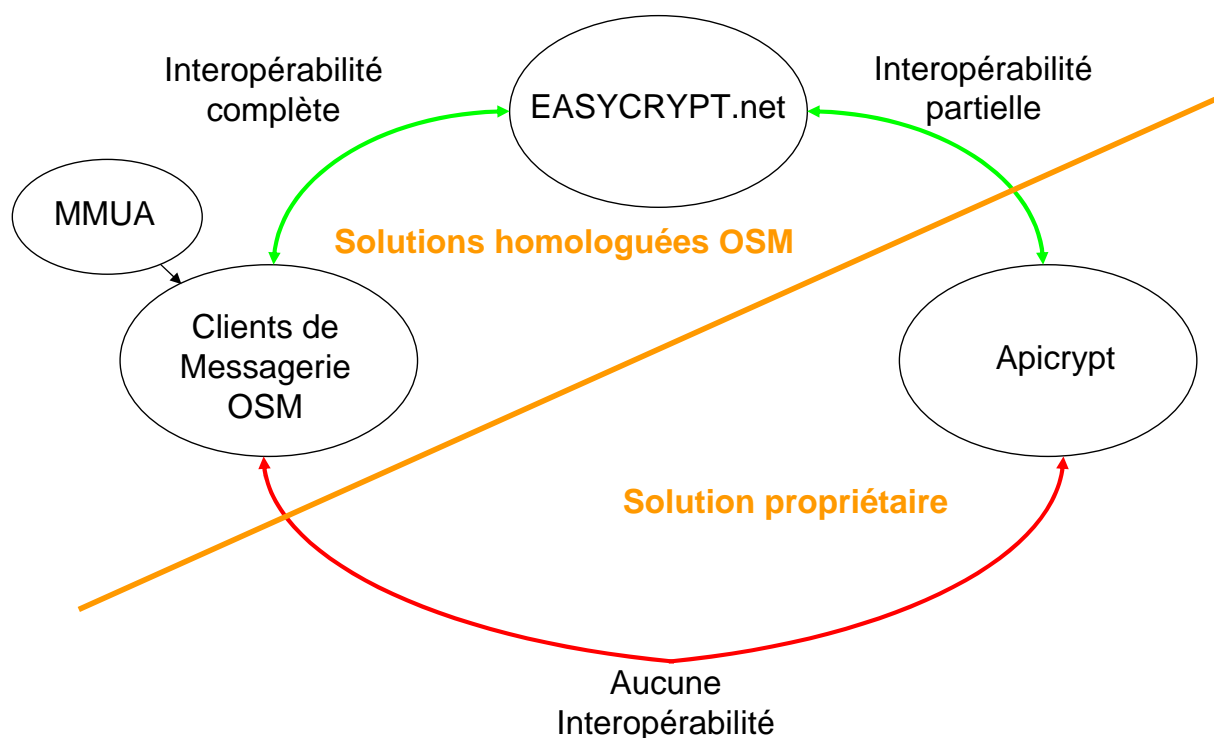 Interopérabilité
complète
EASYCRYPT.net
Interopérabilité
partielle
MMUA
Solutions homologuées OSM
Clients de
Messagerie
OSM
Apicrypt
Solution propriétaire
Aucune
Interopérabilité